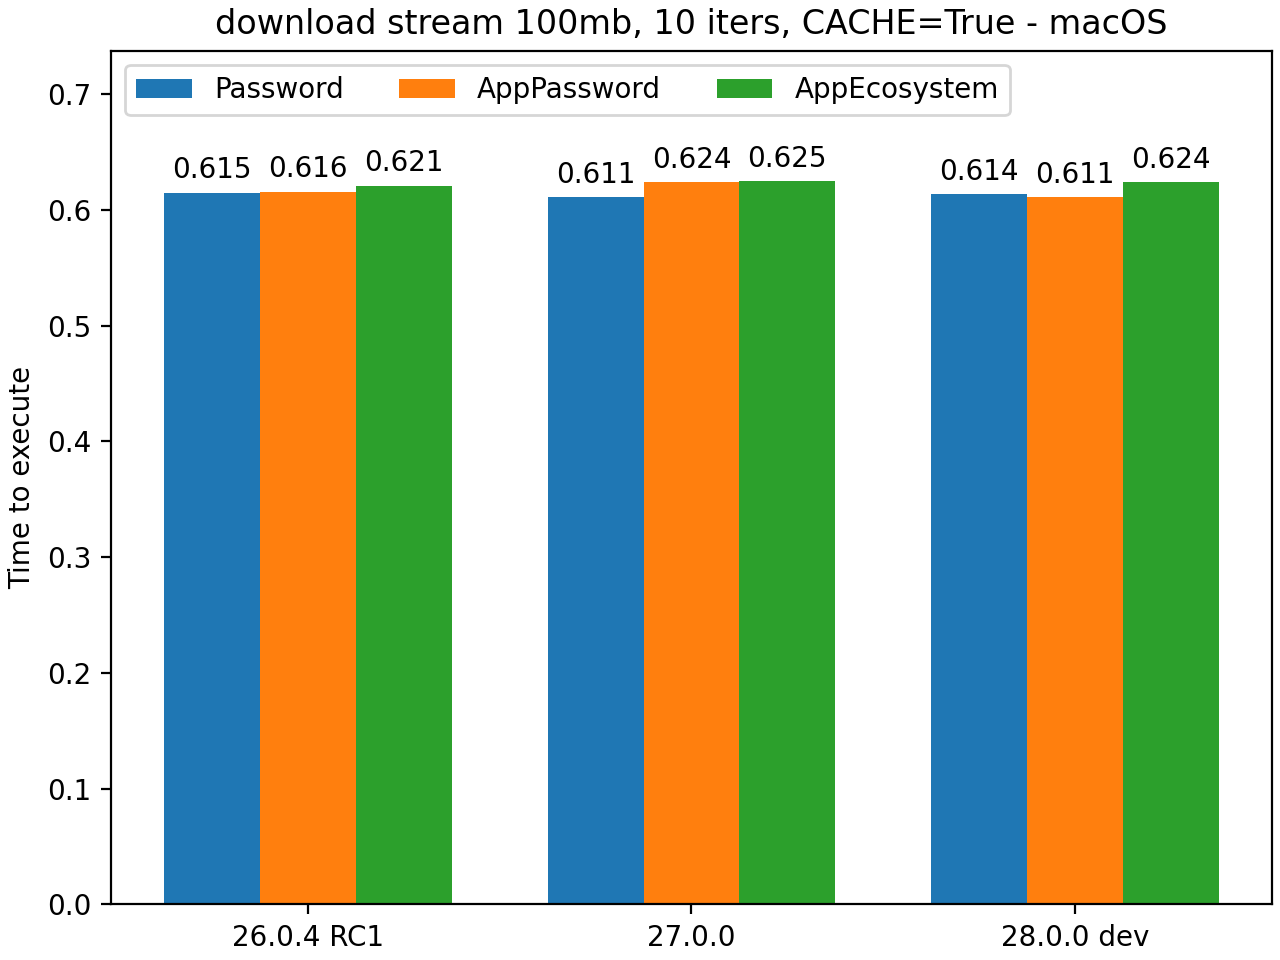 download stream 100mb, 10 iters, CACHE=True - macOS
Password AppPassword AppEcosystem
0.7
0.6
0.5
0.4
0.3
0.2
0.1
0.0
Time to execute
0.615 0.616 0.621
0.611 0.624 0.625
0.614 0.611 0.624
26.0.4 RC1 27.0.0 28.0.0 dev